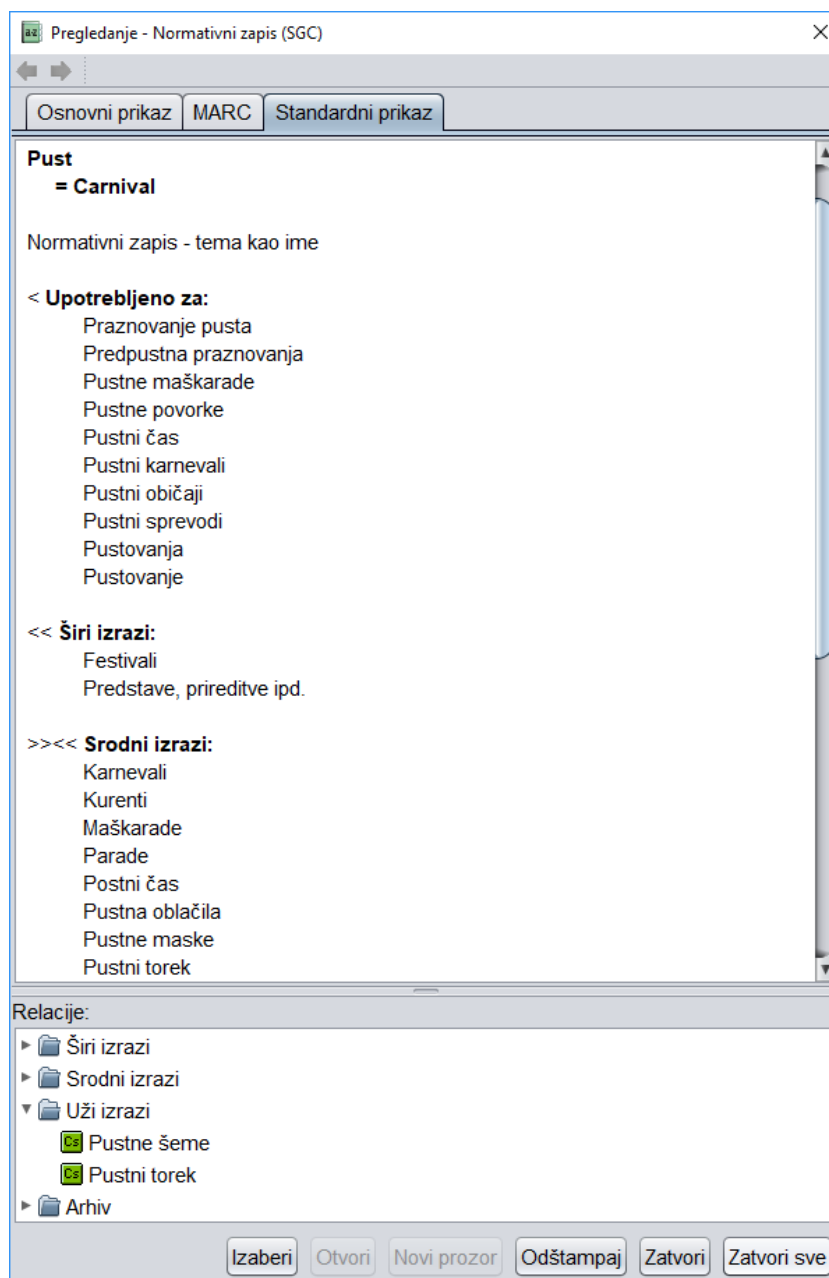 Pregledanje - Normativni zapis (SGC)
Osnovni prikaz MARC Standardni prikaz
Pust
= Carnival
Normativni zapis - tema kao ime
< Upotrebljeno za:
Praznovanje pusta
Predpustna praznovanja
Pustne maškarade
Pustne povorke
Pustni čas
Pustni karnevali
Pustni običaji
Pustni sprevodi
Pustovanja
Pustovanje
<< Širi izrazi:
Festivali
Predstave, prireditve ipd.
>><< Srodni izrazi:
Karnevali
Kurenti
Maškarade
Parade
Postni čas
Pustna oblačila
Pustne maske
Pustni torek
Relacije:
Širi izrazi
Srodni izrazi
Uži izrazi
Cs Pustne šeme
Cs Pustni torek
Arhiv
Izaberi Otvori Novi prozor Odštampaj Zatvori Zatvori sve